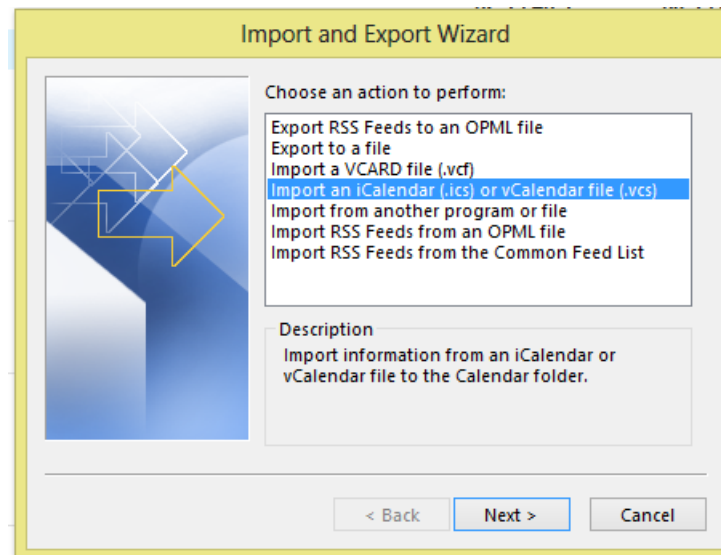 Import and Export Wizard
Choose an action to perform:
Export RSS Feeds to an OPML file
Export to a file
Import a VCARD file (.vcf)
Import an iCalendar (.ics) or vCalendar file (.vcs)
Import from another program or file
Import RSS Feeds from an OPML file
Import RSS Feeds from the Common Feed List
Description
Import information from an iCalendar or
vCalendar file to the Calendar folder.
< Back Next > Cancel